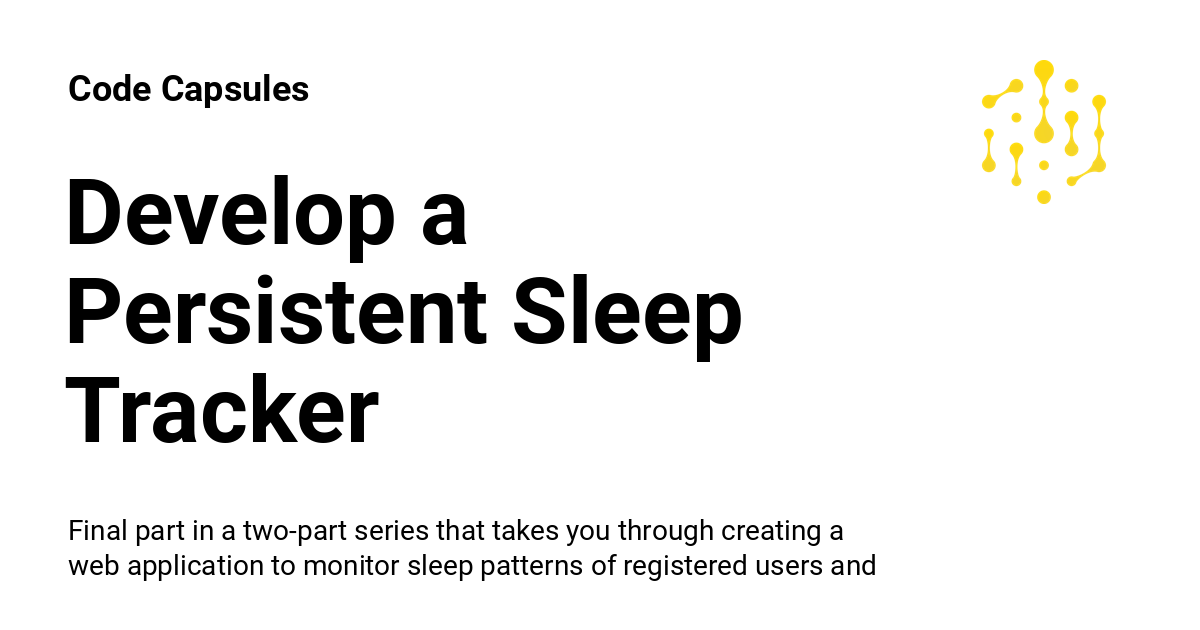 Code Capsules
Develop a
Persistent Sleep
Tracker
Final part in a two-part series that takes you through creating a
web application to monitor sleep patterns of registered users and